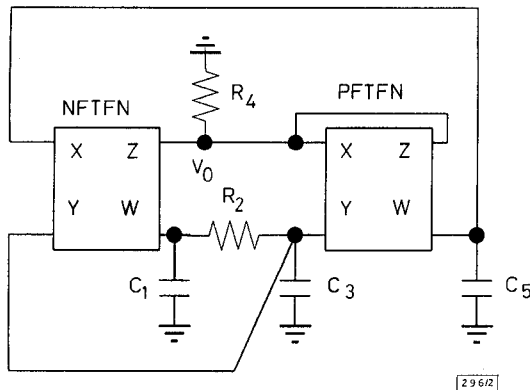 R4
NFTFN
PFTFN
X Z
V0
X Z
Y W
R2
Y W
C1
C3
C5
296/2